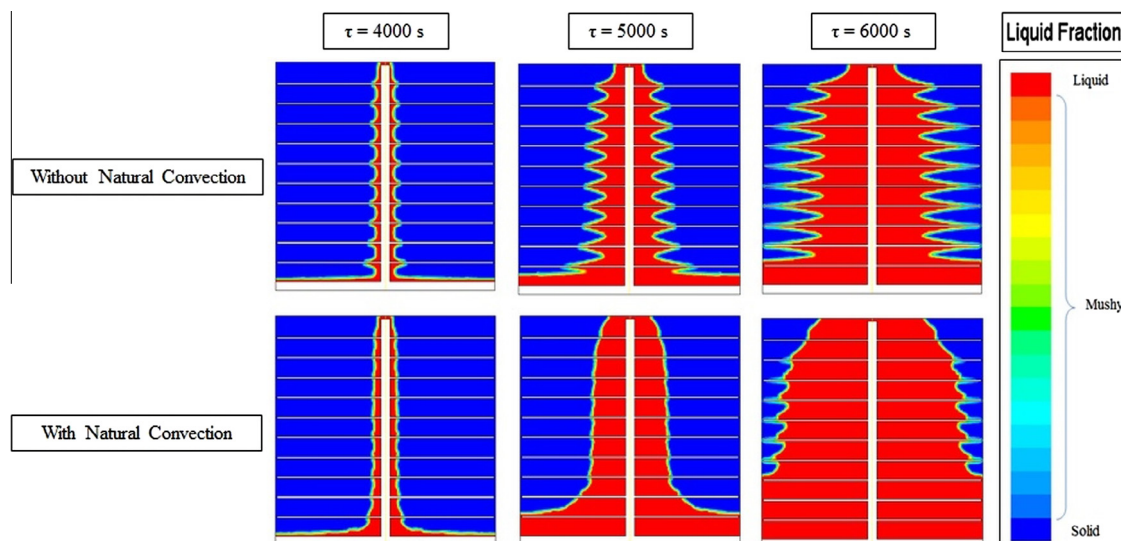 τ = 4000 s
τ = 5000 s
τ = 6000 s
Liquid Fraction
Liquid
Without Natural Convection
Mushy
With Natural Convection
Solid